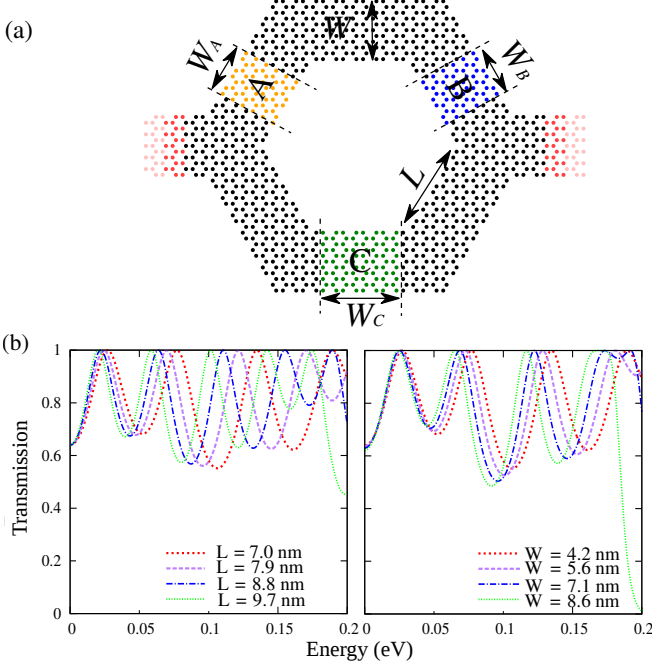 (a)
W
W_A
A
W_B
B
L
C
W_C
(b)
1
0.8
0.6
0.4
0.2
0
Transmission
L = 7.0 nm
L = 7.9 nm
L = 8.8 nm
L = 9.7 nm
W = 4.2 nm
W = 5.6 nm
W = 7.1 nm
W = 8.6 nm
0 0.05 0.1 0.15 0.2 0 0.05 0.1 0.15 0.2
Energy (eV)